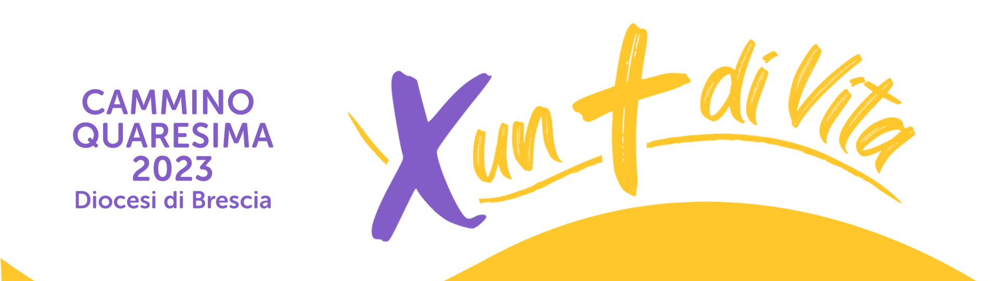 CAMMINO
QUARESIMA
2023
Diocesi di Brescia
X un + di Vita